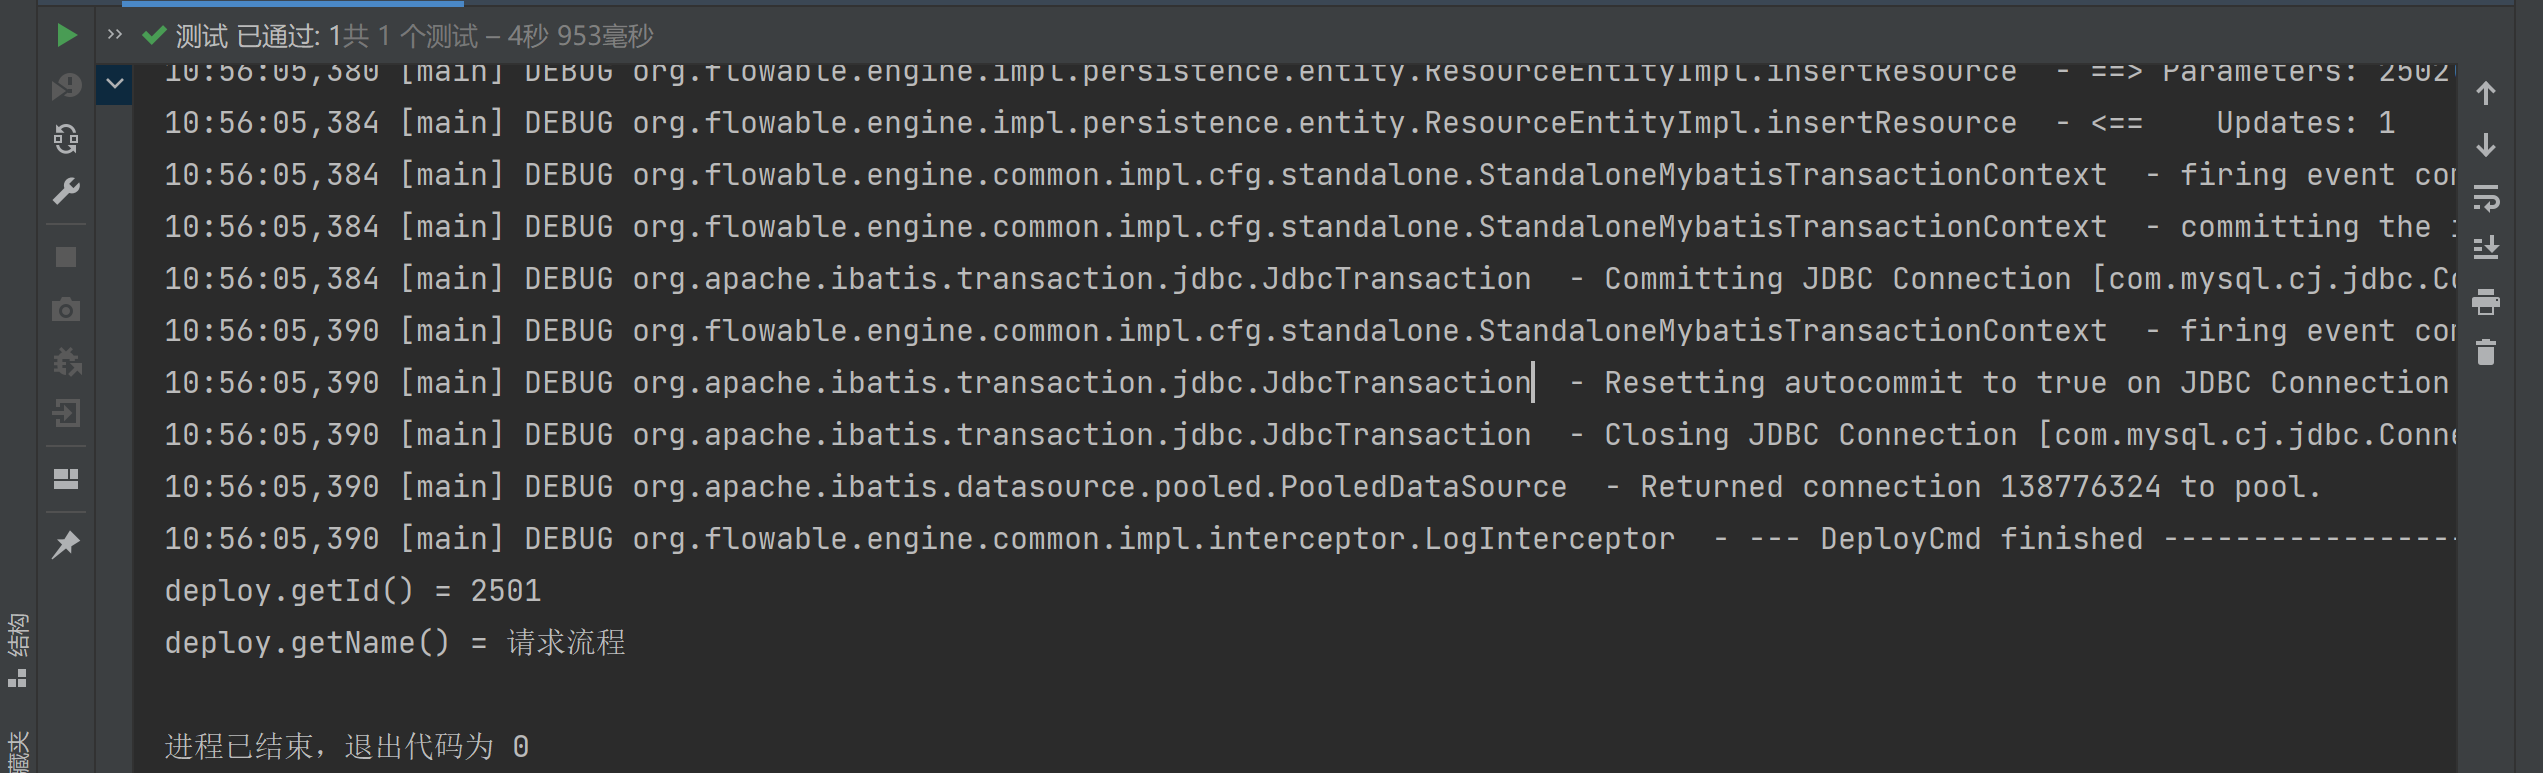 测试 已通过: 1共 1 个测试 – 4秒 953毫秒
10:56:05,380 [main] DEBUG org.flowable.engine.impl.persistence.entity.ResourceEntityImpl.insertResource  - ==> Parameters: 2502
10:56:05,384 [main] DEBUG org.flowable.engine.impl.persistence.entity.ResourceEntityImpl.insertResource  - <==    Updates: 1
10:56:05,384 [main] DEBUG org.flowable.engine.common.impl.cfg.standalone.StandaloneMybatisTransactionContext  - firing event
10:56:05,384 [main] DEBUG org.flowable.engine.common.impl.cfg.standalone.StandaloneMybatisTransactionContext  - committing the
10:56:05,384 [main] DEBUG org.apache.ibatis.transaction.jdbc.JdbcTransaction  - Committing JDBC Connection [com.mysql.cj.jdbc.Co
10:56:05,390 [main] DEBUG org.flowable.engine.common.impl.cfg.standalone.StandaloneMybatisTransactionContext  - firing event
10:56:05,390 [main] DEBUG org.apache.ibatis.transaction.jdbc.JdbcTransaction  - Resetting autocommit to true on JDBC Connection
10:56:05,390 [main] DEBUG org.apache.ibatis.transaction.jdbc.JdbcTransaction  - Closing JDBC Connection [com.mysql.cj.jdbc.Conne
10:56:05,390 [main] DEBUG org.apache.ibatis.datasource.pooled.PooledDataSource  - Returned connection 138776324 to pool.
10:56:05,390 [main] DEBUG org.flowable.engine.common.impl.interceptor.LogInterceptor  - --- DeployCmd finished -----------------
deploy.getId() = 2501
deploy.getName() = 请求流程
进程已结束，退出代码为 0
结构
藏夹